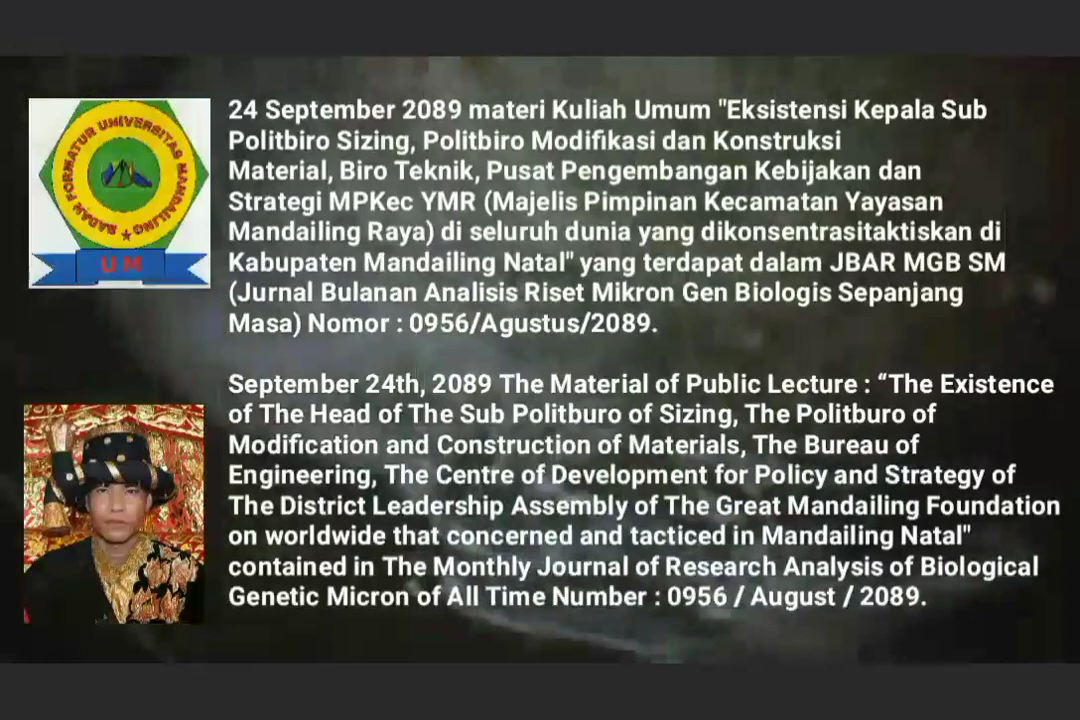 BADAN FORMATUR UNIVERSITAS MANDAILING
U M
24 September 2089 materi Kuliah Umum "Eksistensi Kepala Sub
Politbiro Sizing, Politbiro Modifikasi dan Konstruksi
Material, Biro Teknik, Pusat Pengembangan Kebijakan dan
Strategi MPKec YMR (Majelis Pimpinan Kecamatan Yayasan
Mandailing Raya) di seluruh dunia yang dikonsentrasitaktiskan di
Kabupaten Mandailing Natal" yang terdapat dalam JBAR MGB SM
(Jurnal Bulanan Analisis Riset Mikron Gen Biologis Sepanjang
Masa) Nomor : 0956/Agustus/2089.
September 24th, 2089 The Material of Public Lecture : “The Existence
of The Head of The Sub Politburo of Sizing, The Politburo of
Modification and Construction of Materials, The Bureau of
Engineering, The Centre of Development for Policy and Strategy of
The District Leadership Assembly of The Great Mandailing Foundation
on worldwide that concerned and tacticed in Mandailing Natal"
contained in The Monthly Journal of Research Analysis of Biological
Genetic Micron of All Time Number : 0956 / August / 2089.